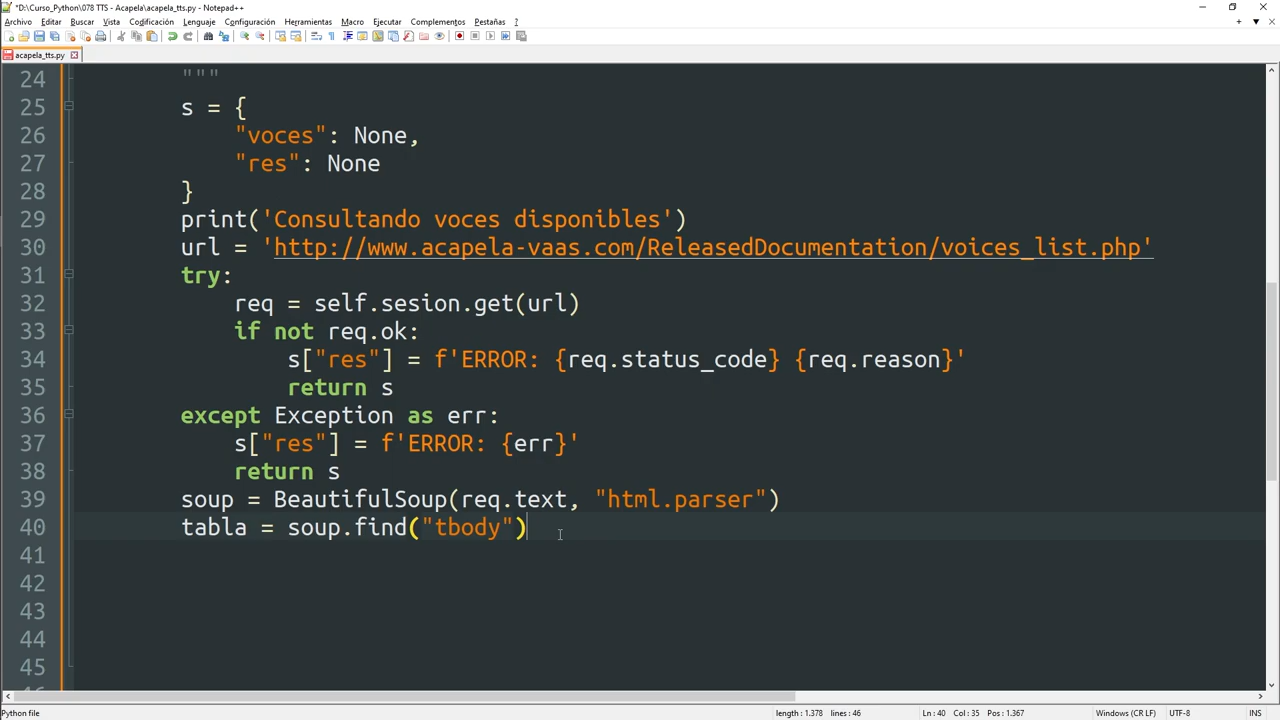 *D:\Curso_Python\078 TTS - Acapela\acapela_tts.py - Notepad++
Archivo Editar Buscar Vista Codificación Lenguaje Configuración Herramientas Macro Ejecutar Complementos Pestañas ?
acapela_tts.py
24 """
25 s = {
26 "voces": None,
27 "res": None
28 }
29 print('Consultando voces disponibles')
30 url = 'http://www.acapela-vaas.com/ReleasedDocumentation/voices_list.php'
31 try:
32 req = self.sesion.get(url)
33 if not req.ok:
34 s["res"] = f'ERROR: {req.status_code} {req.reason}'
35 return s
36 except Exception as err:
37 s["res"] = f'ERROR: {err}'
38 return s
39 soup = BeautifulSoup(req.text, "html.parser")
40 tabla = soup.find("tbody")
41
42
43
44
45
Python file length : 1.378 lines : 46 Ln : 40 Col : 35 Pos : 1.367 Windows (CR LF) UTF-8 INS